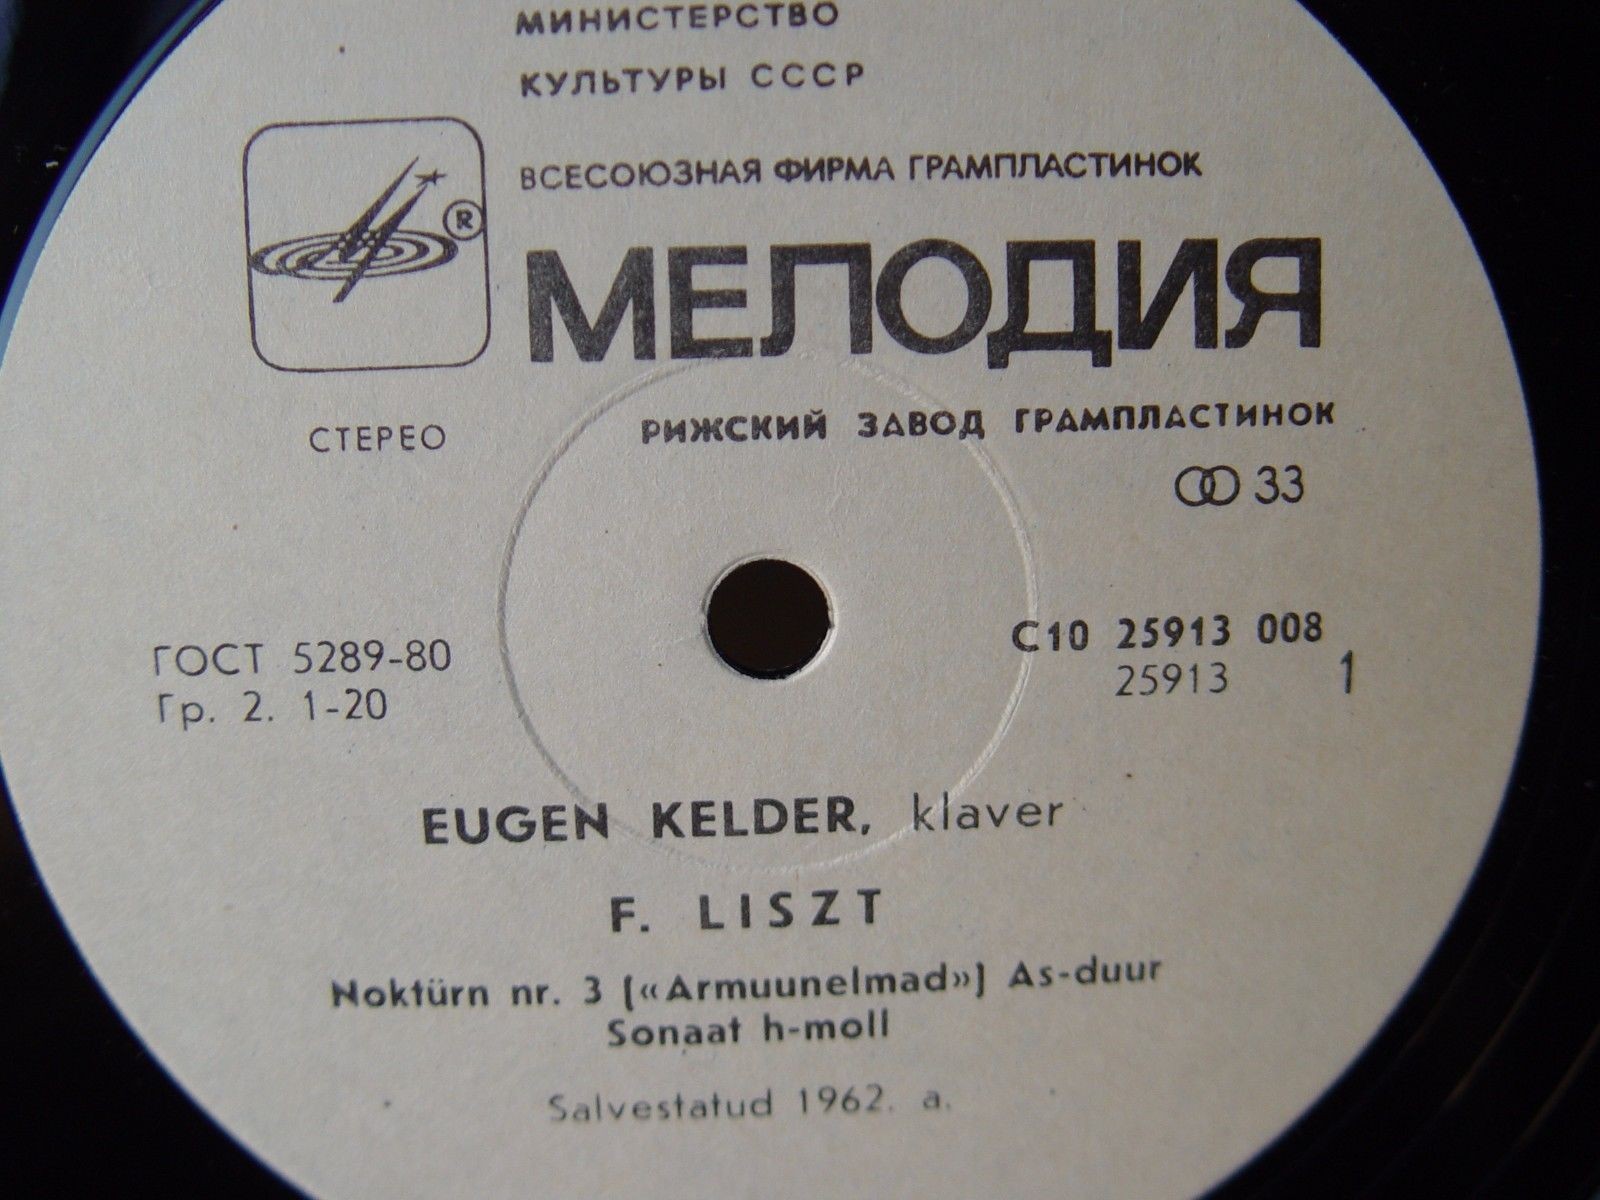 МИНИСТЕРСТВО
КУЛЬТУРЫ СССР
ВСЕСОЮЗНАЯ ФИРМА ГРАМПЛАСТИНОК
®
МЕЛОДИЯ
СТЕРЕО
РИЖСКИЙ ЗАВОД ГРАМПЛАСТИНОК
33
ГОСТ 5289-80
Гр. 2. 1-20
С10 25913 008
25913 1
EUGEN KELDER, klaver
F. LISZT
Noktürn nr. 3 («Armuunelmad») As-duur
Sonaat h-moll
Salvestatud 1962. a.